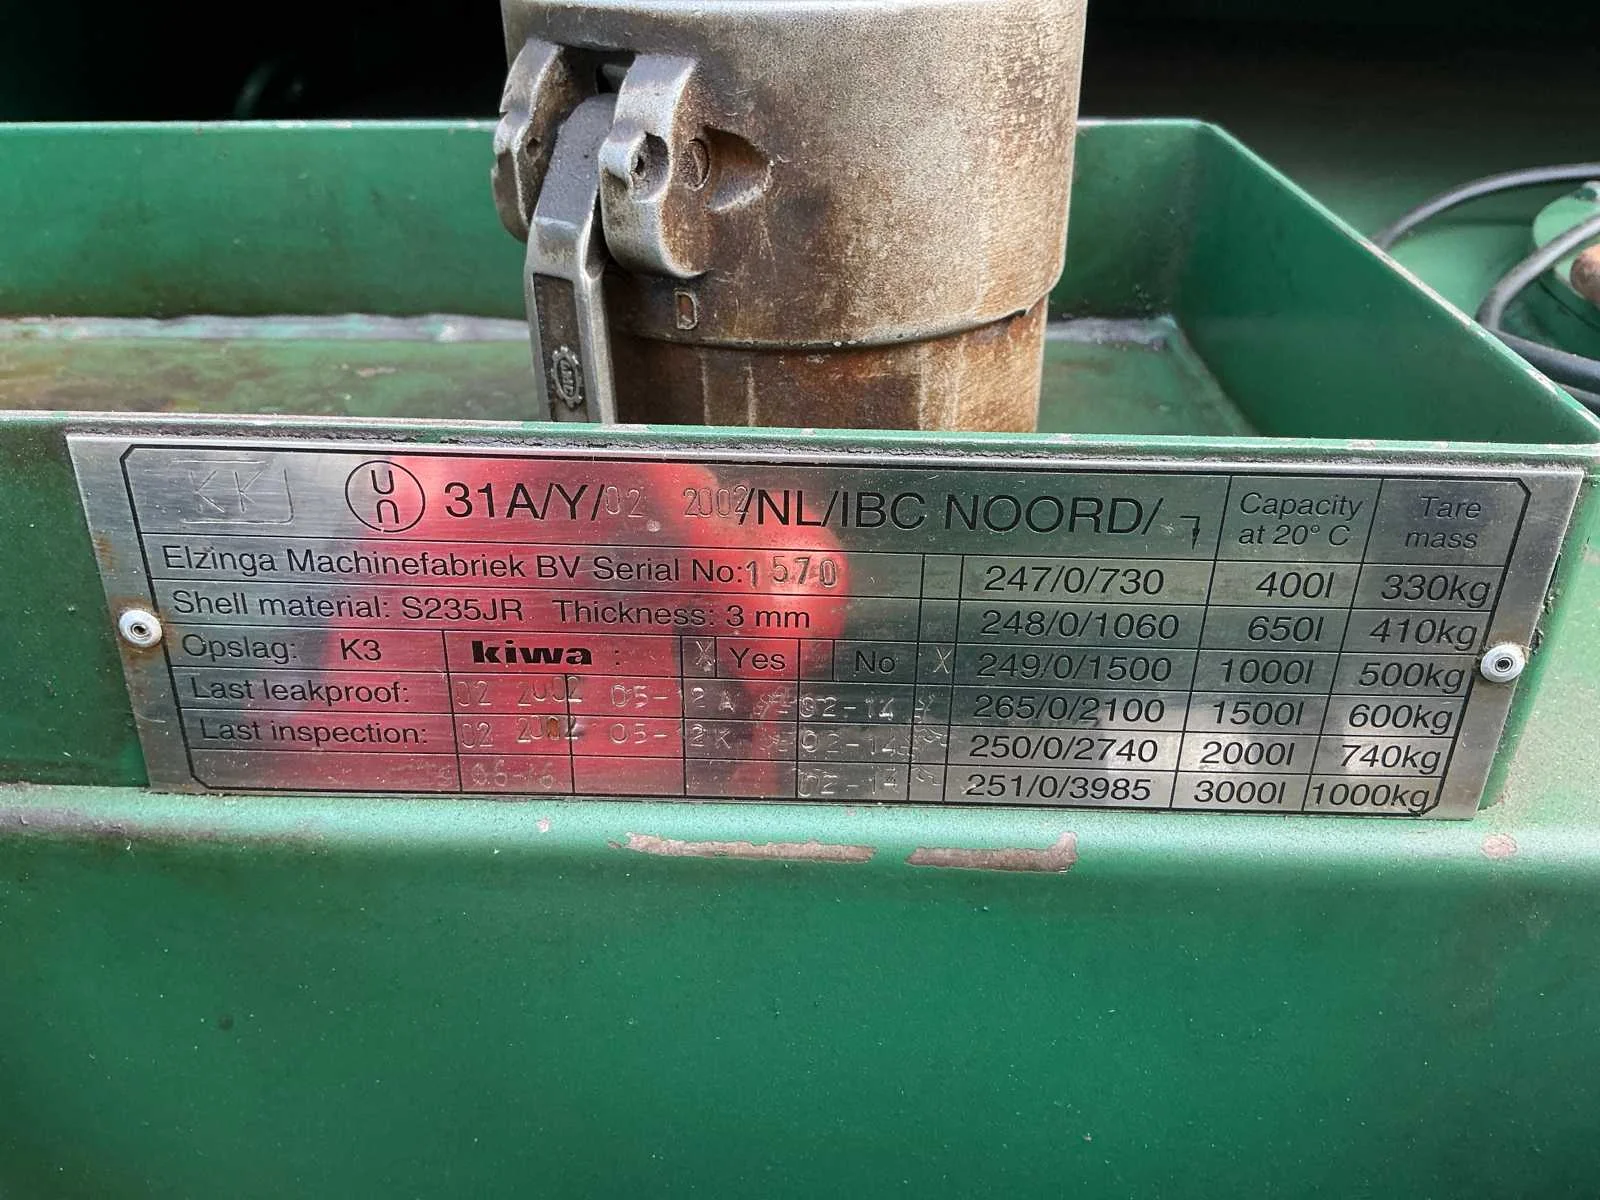 D
KK
un 31A/Y/02 2002/NL/IBC NOORD/ Capacity at 20° C Tare mass
Elzinga Machinefabriek BV Serial No:1570 247/0/730 400l 330kg
Shell material: S235JR Thickness: 3 mm 248/0/1060 650l 410kg
Opslag: K3 kiwa : X Yes No X 249/0/1500 1000l 500kg
Last leakproof: 02 2002 05-12 A 02-14 265/0/2100 1500l 600kg
Last inspection: 02 2002 05-12 K 02-14 250/0/2740 2000l 740kg
06-16 02-14 251/0/3985 3000l 1000kg